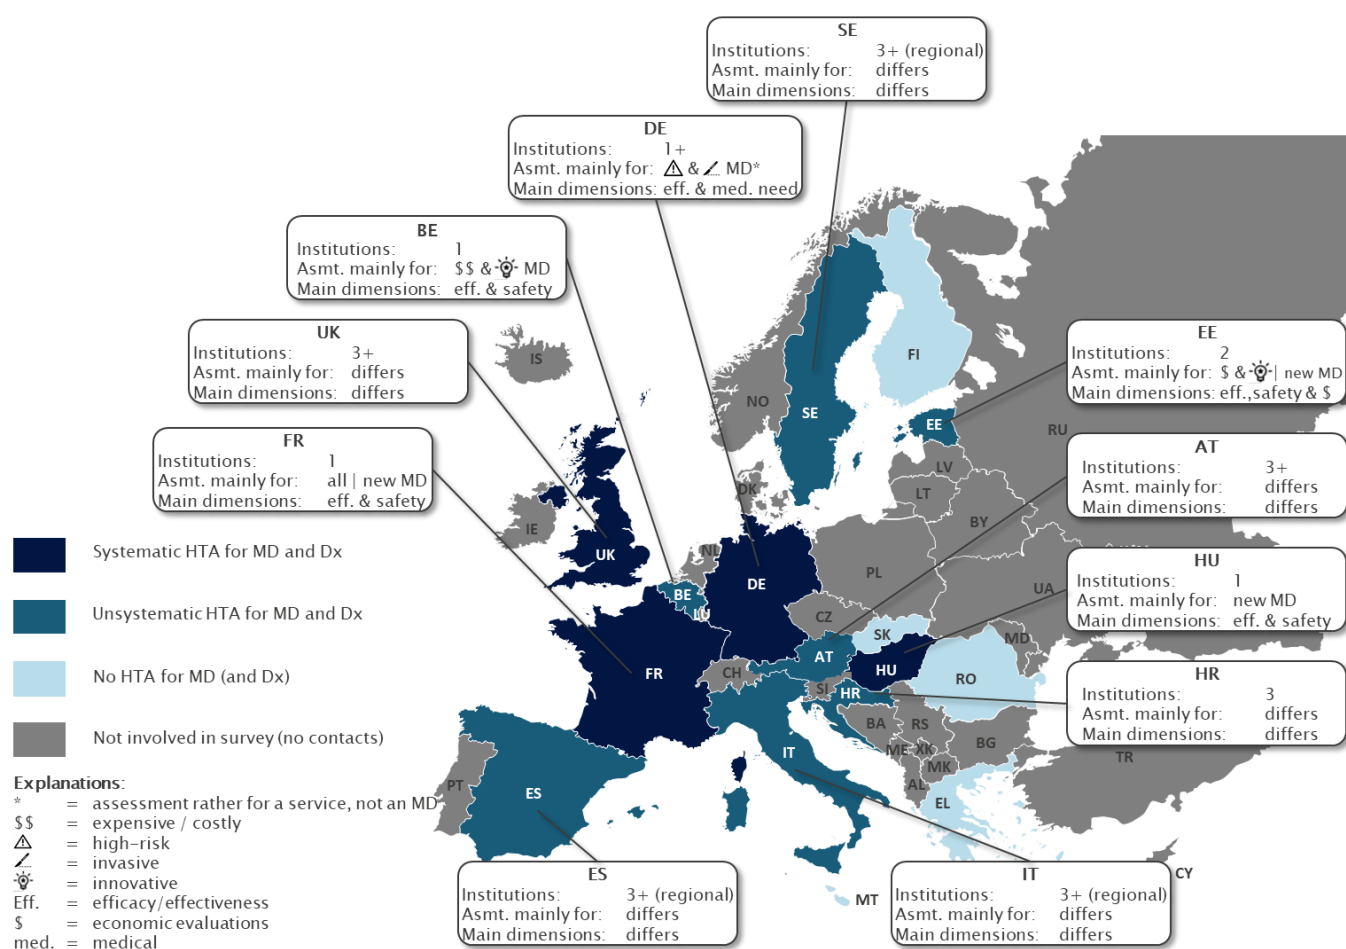 SE
Institutions: 3+ (regional)
Asmt. mainly for: differs
Main dimensions: differs
DE
Institutions: 1+
Asmt. mainly for: & MD*
Main dimensions: eff. & med. need
BE
Institutions: 1
Asmt. mainly for: $$ & MD
Main dimensions: eff. & safety
UK
Institutions: 3+
Asmt. mainly for: differs
Main dimensions: differs
EE
Institutions: 2
Asmt. mainly for: $ & | new MD
Main dimensions: eff.,safety & $
FR
Institutions: 1
Asmt. mainly for: all | new MD
Main dimensions: eff. & safety
AT
Institutions: 3+
Asmt. mainly for: differs
Main dimensions: differs
HU
Institutions: 1
Asmt. mainly for: new MD
Main dimensions: eff. & safety
HR
Institutions: 3
Asmt. mainly for: differs
Main dimensions: differs
ES
Institutions: 3+ (regional)
Asmt. mainly for: differs
Main dimensions: differs
IT
Institutions: 3+ (regional)
Asmt. mainly for: differs
Main dimensions: differs
IS
NO
SE
FI
EE
RU
LV
LT
DK
BY
IE
UK
NL
BE
LU
DE
PL
CZ
UA
SK
MD
FR
CH
AT
HU
RO
SI
HR
BA
RS
ME
XK
BG
MK
AL
TR
PT
ES
IT
EL
MT
CY
Systematic HTA for MD and Dx
Unsystematic HTA for MD and Dx
No HTA for MD (and Dx)
Not involved in survey (no contacts)
Explanations:
* = assessment rather for a service, not an MD
$$ = expensive / costly
= high-risk
= invasive
= innovative
Eff. = efficacy/effectiveness
$ = economic evaluations
med. = medical